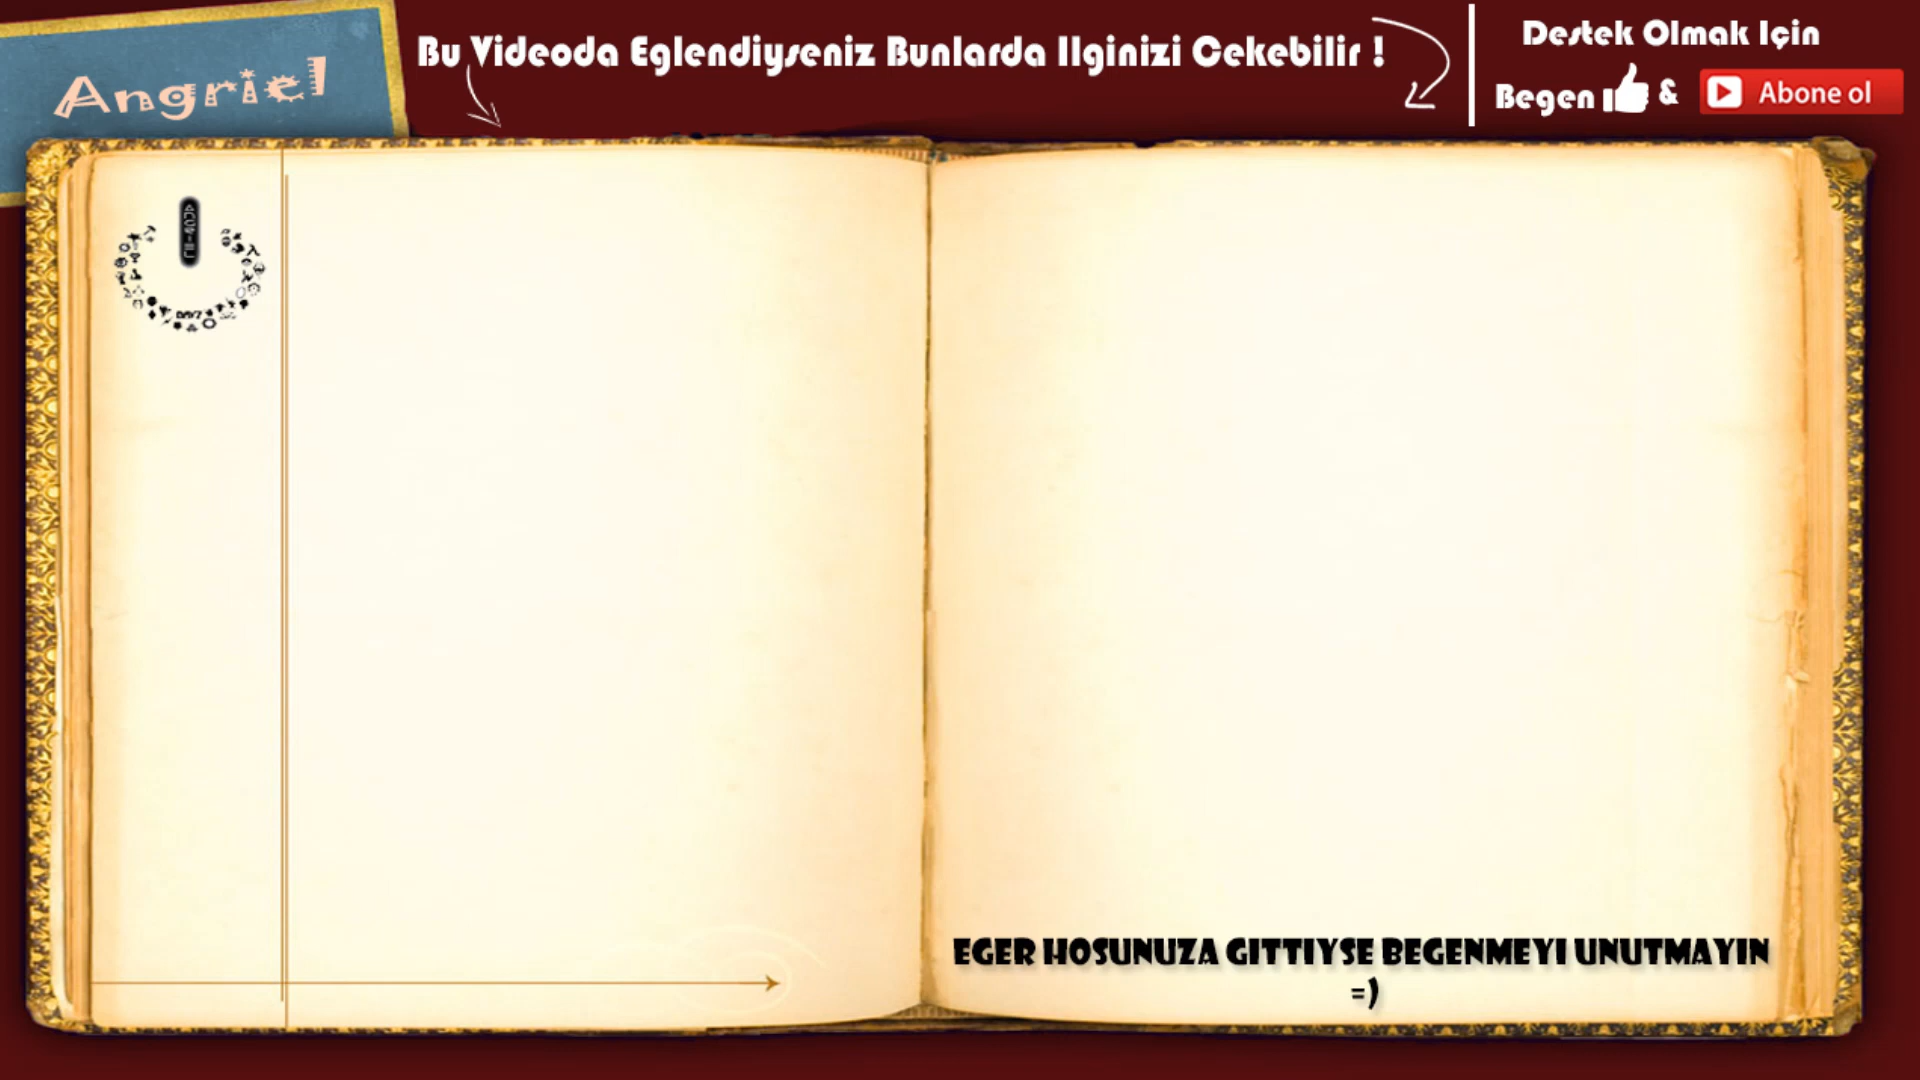 Angriel
Bu Videoda Eglendiyseniz Bunlarda Ilginizi Cekebilir !
Destek Olmak Için
Begen &
Abone ol
EGER HOSUNUZA GITTIYSE BEGENMEYI UNUTMAYIN
=)